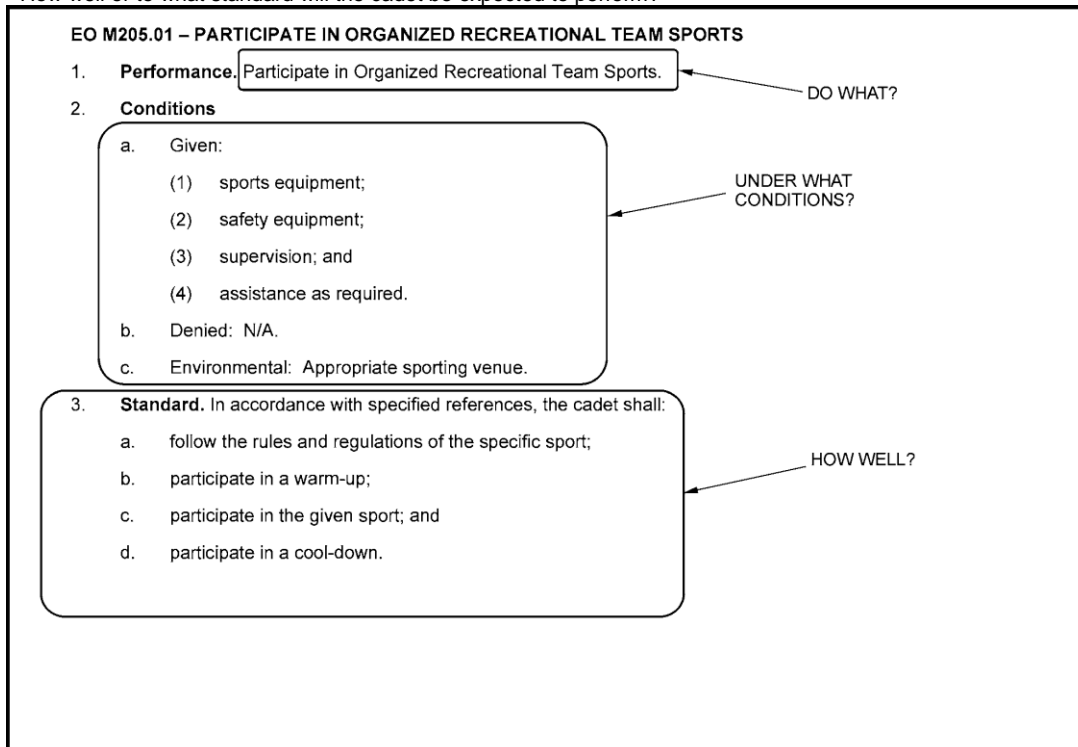 How well or to what standard will the cadet be expected to perform?
EO M205.01 – PARTICIPATE IN ORGANIZED RECREATIONAL TEAM SPORTS
1. Performance. Participate in Organized Recreational Team Sports.
DO WHAT?
2. Conditions
a. Given:
(1) sports equipment;
UNDER WHAT
CONDITIONS?
(2) safety equipment;
(3) supervision; and
(4) assistance as required.
b. Denied: N/A.
c. Environmental: Appropriate sporting venue.
3. Standard. In accordance with specified references, the cadet shall:
a. follow the rules and regulations of the specific sport;
HOW WELL?
b. participate in a warm-up;
c. participate in the given sport; and
d. participate in a cool-down.